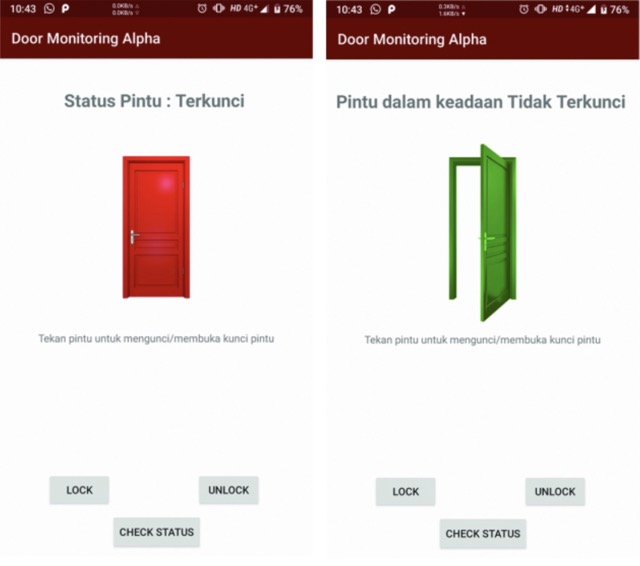 10:43 0.0KB/s HD 4G+ 76%
0.0KB/s
Door Monitoring Alpha
Status Pintu : Terkunci
Tekan pintu untuk mengunci/membuka kunci pintu
LOCK UNLOCK
CHECK STATUS
10:43 0.3KB/s HD 4G+ 76%
1.6KB/s
Door Monitoring Alpha
Pintu dalam keadaan Tidak Terkunci
Tekan pintu untuk mengunci/membuka kunci pintu
LOCK UNLOCK
CHECK STATUS